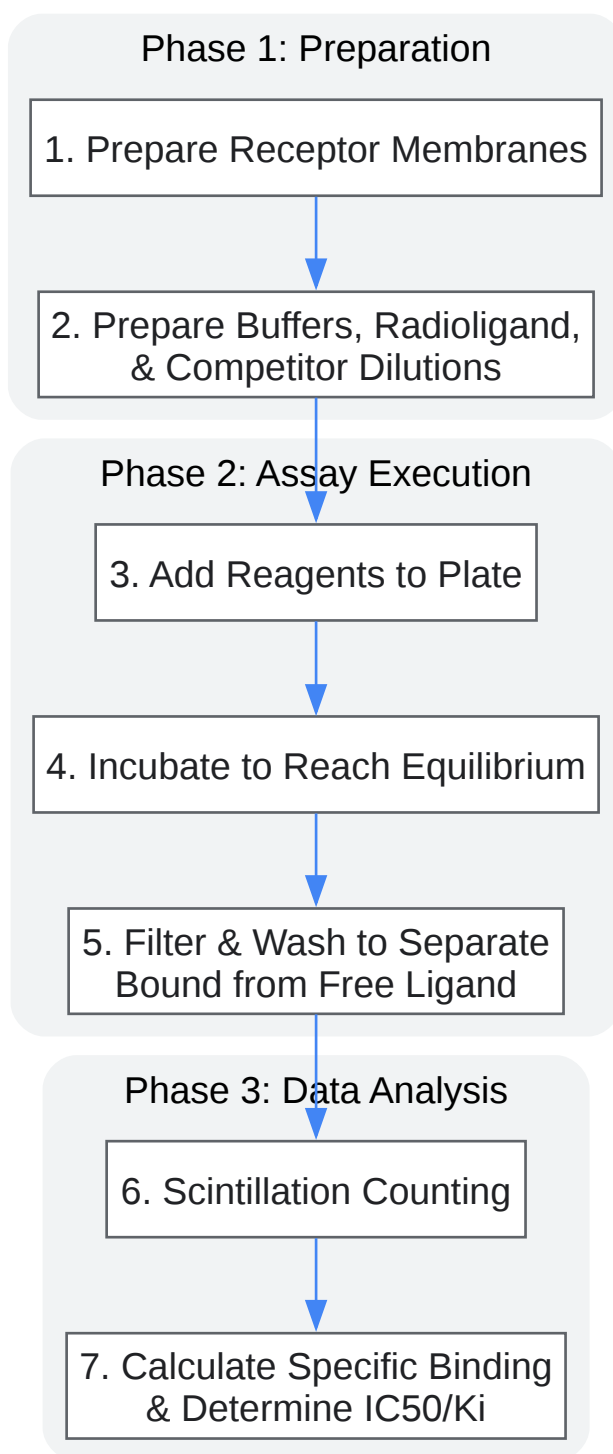 Phase 1: Preparation
1. Prepare Receptor Membranes
2. Prepare Buffers, Radioligand,
& Competitor Dilutions
Phase 2: Assay Execution
3. Add Reagents to Plate
4. Incubate to Reach Equilibrium
5. Filter & Wash to Separate
Bound from Free Ligand
Phase 3: Data Analysis
6. Scintillation Counting
7. Calculate Specific Binding
& Determine IC50/Ki